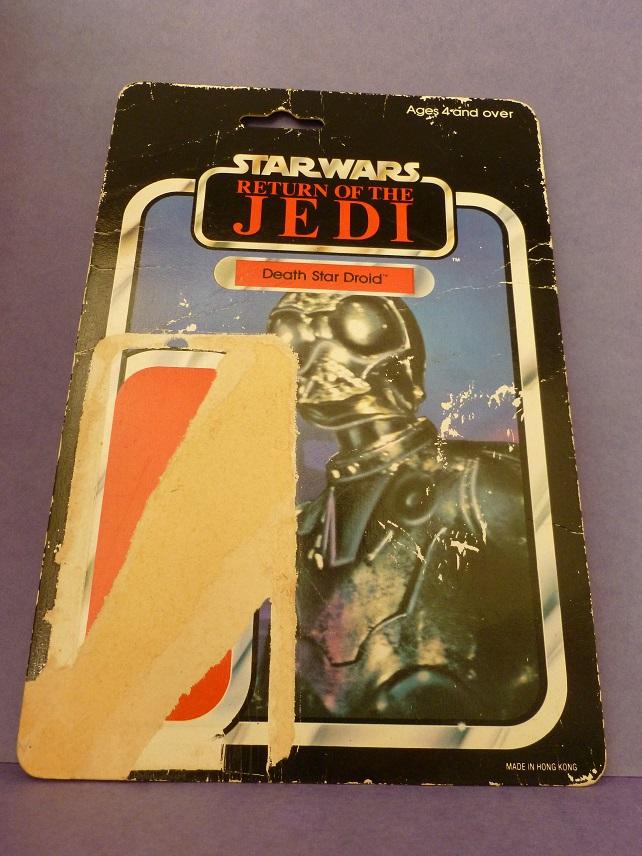 Ages 4 and over
STAR WARS
RETURN OF THE
JEDI
™
Death Star Droid™
MADE IN HONG KONG